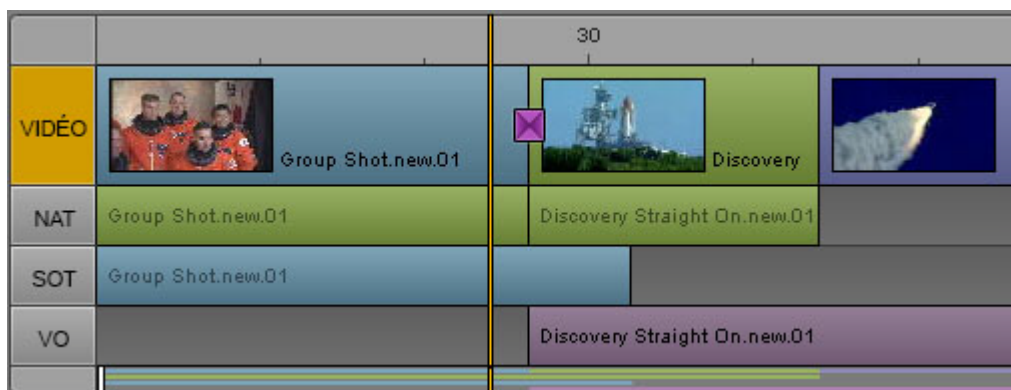 30
VIDÉO
Group Shot.new.01
Discovery
NAT
Group Shot.new.01
Discovery Straight On.new.01
SOT
Group Shot.new.01
VO
Discovery Straight On.new.01